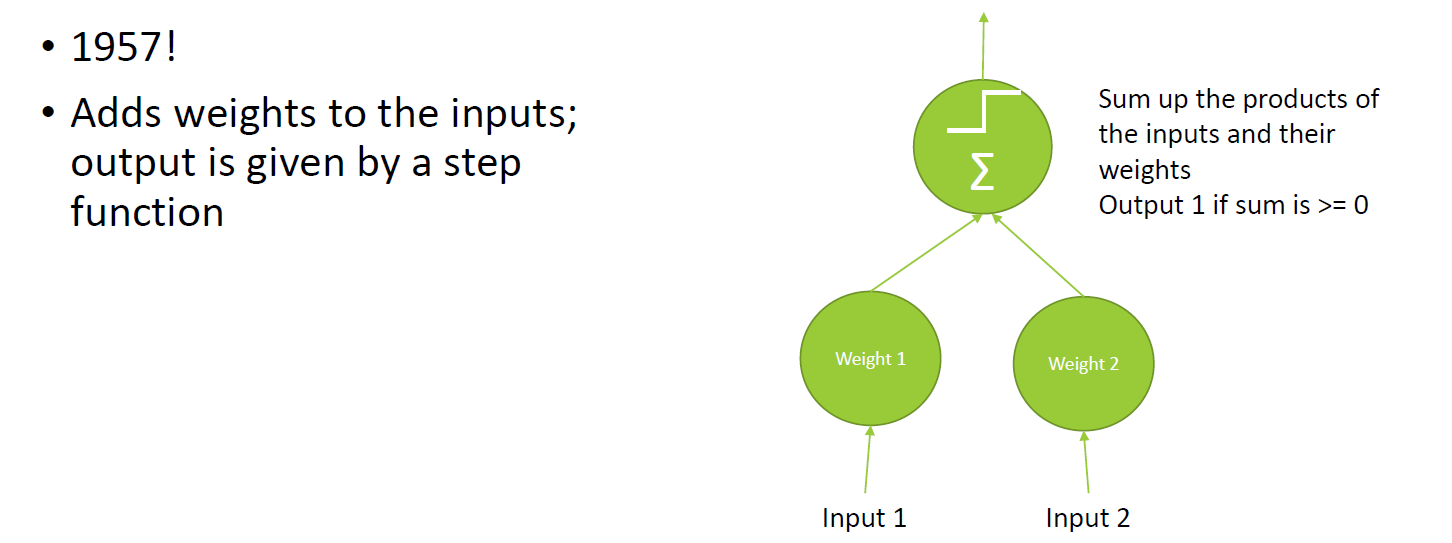 • 1957!
• Adds weights to the inputs;
output is given by a step
function
Σ
Sum up the products of
the inputs and their
weights
Output 1 if sum is >= 0
Weight 1
Weight 2
Input 1
Input 2